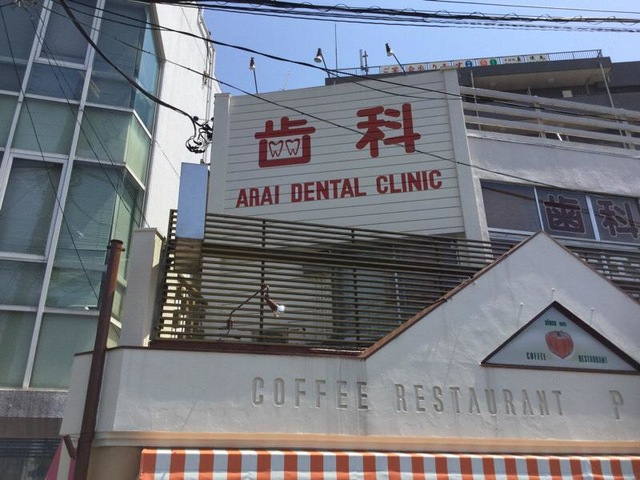 歯科
ARAI DENTAL CLINIC
歯科
COFFEE RESTAURANT
COFFEE RESTAURANT P